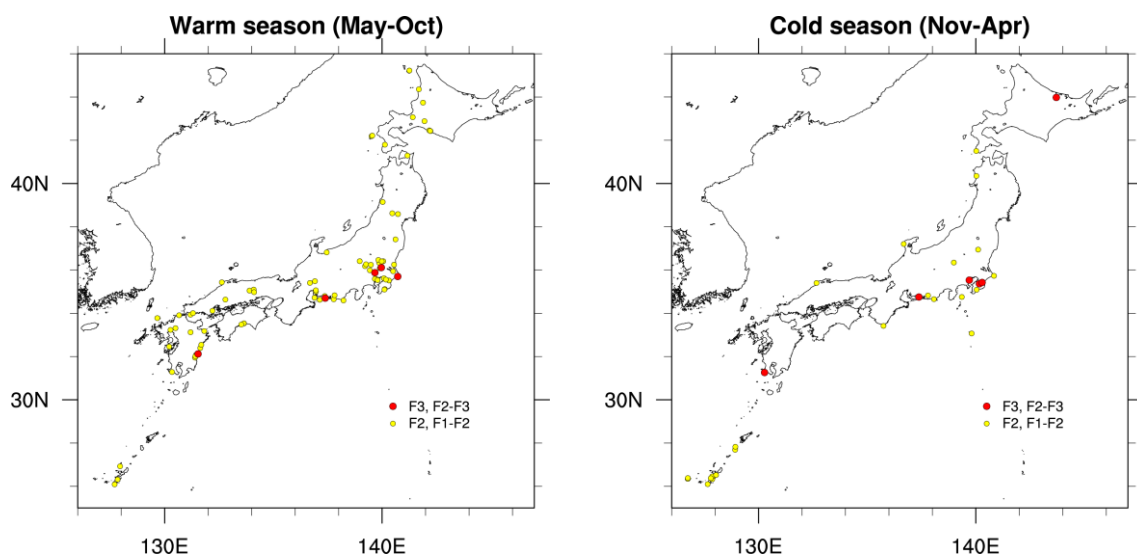 Warm season (May-Oct)
40N
30N
F3, F2-F3
F2, F1-F2
130E
140E
Cold season (Nov-Apr)
40N
30N
F3, F2-F3
F2, F1-F2
130E
140E